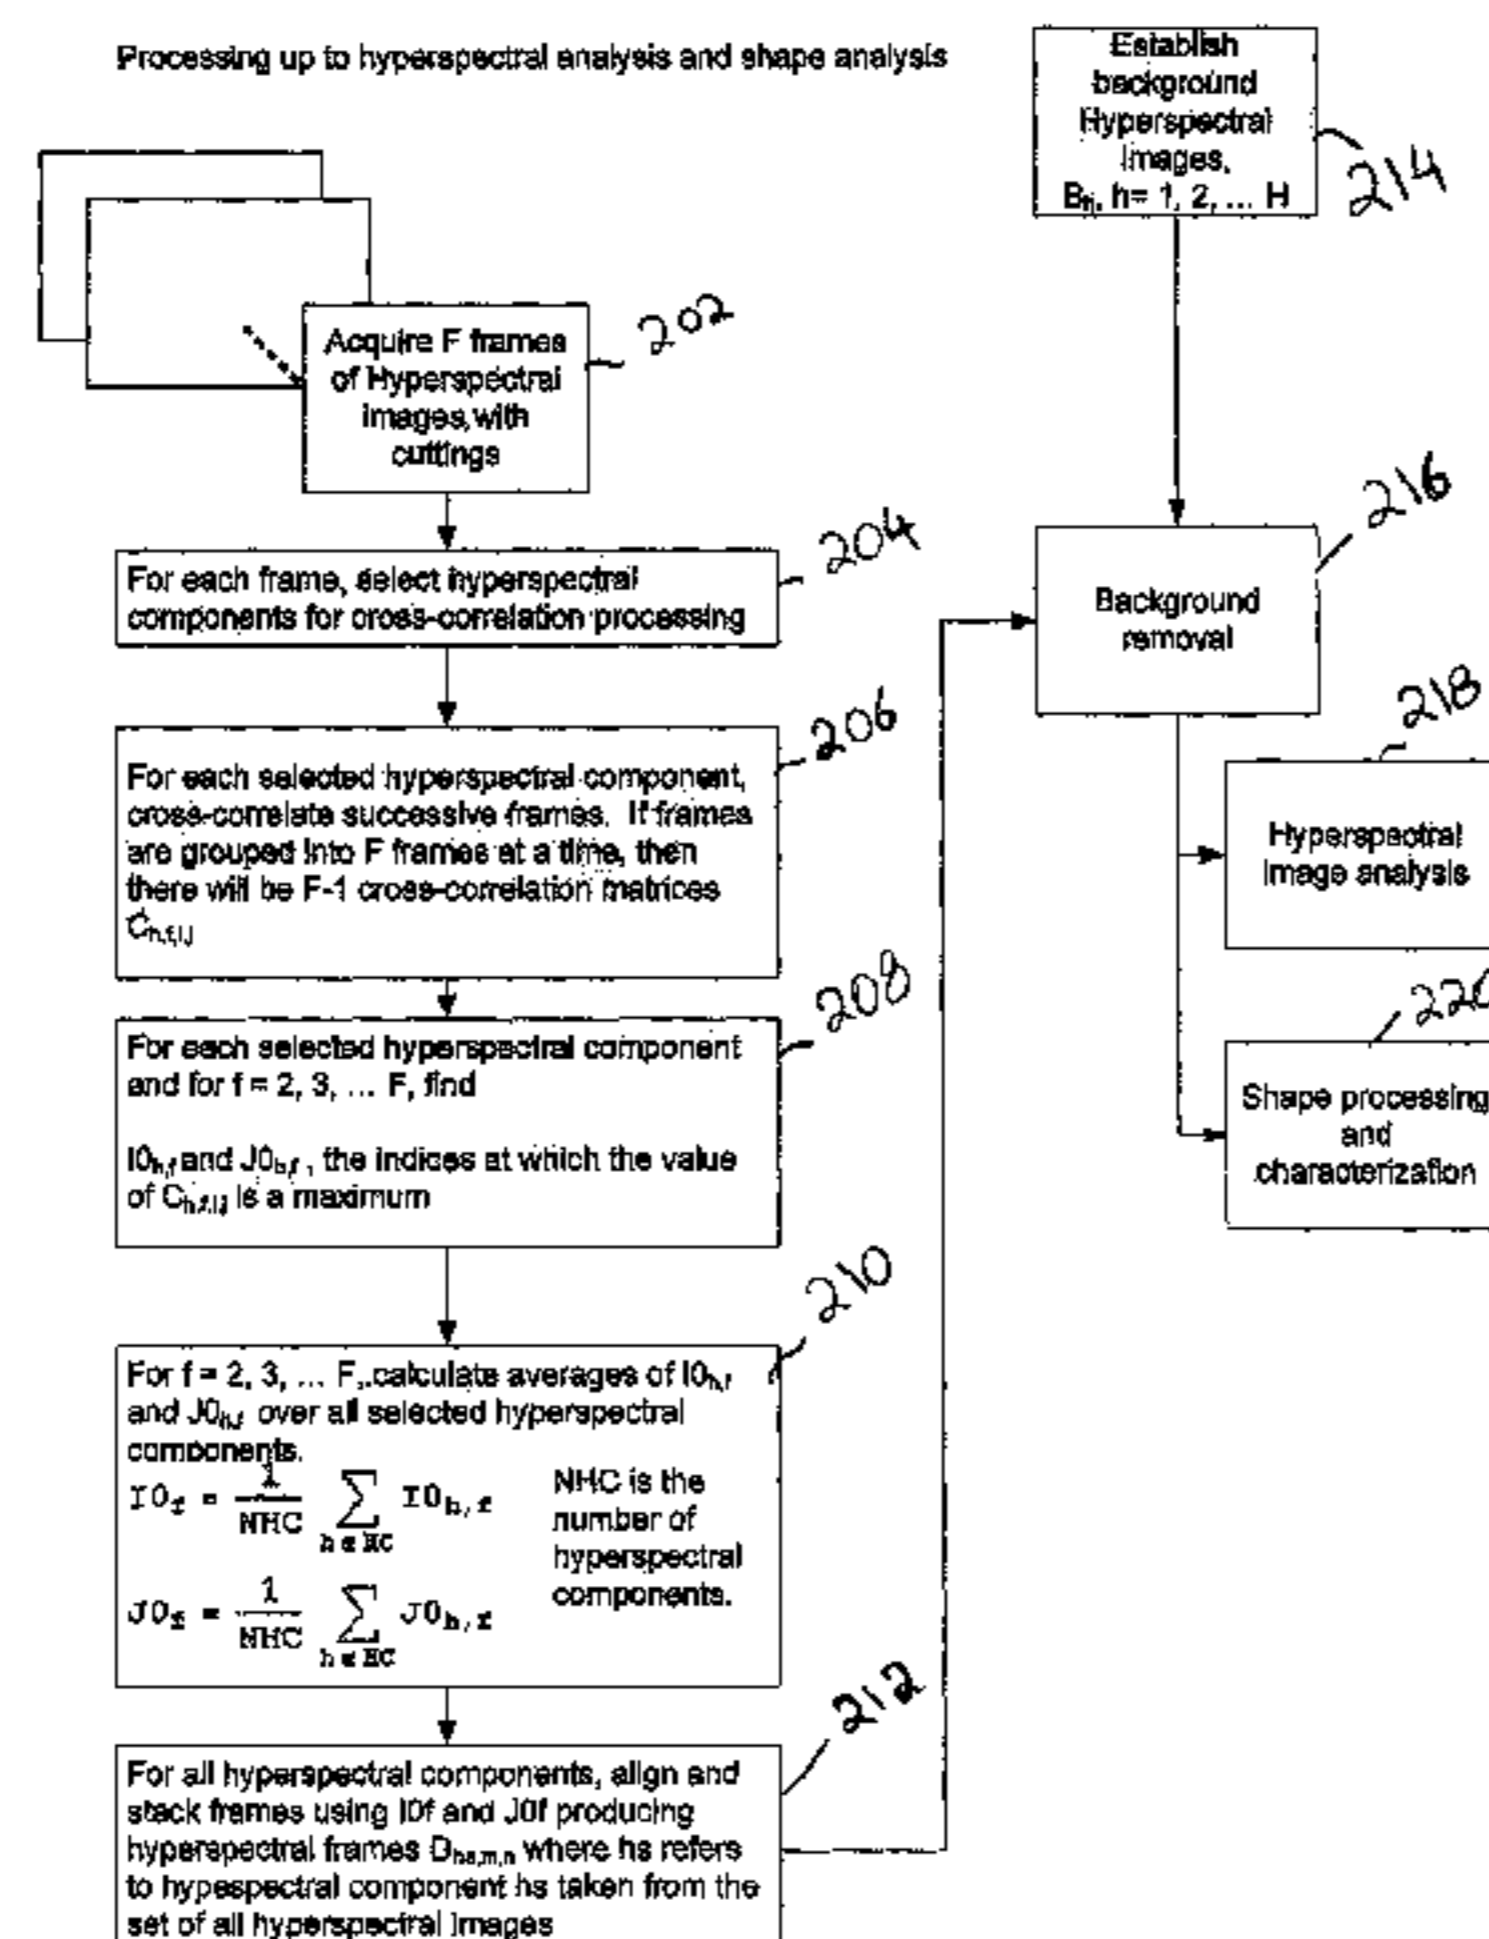 Processing up to hyperspectral analysis and shape analysis
Acquire F frames
of Hyperspectral
images, with
cuttings
202
For each frame, select hyperspectral
components for cross-correlation processing
204
For each selected hyperspectral component,
cross-correlate successive frames. If frames
are grouped into F frames at a time, then
there will be F-1 cross-correlation matrices
C_h,f,i,j
206
For each selected hyperspectral component
and for f = 2, 3, ... F, find
I0_h,f and J0_h,f , the indices at which the value
of C_h,f,i,j is a maximum
208
For f = 2, 3, ... F, calculate averages of I0_h,f
and J0_h,f over all selected hyperspectral
components.
I0_f = 1/NHC ∑ h∈HC I0_h,f
J0_f = 1/NHC ∑ h∈HC J0_h,f
NHC is the
number of
hyperspectral
components.
210
For all hyperspectral components, align and
stack frames using I0f and J0f producing
hyperspectral frames D_hs,m,n where hs refers
to hypespectral component hs taken from the
set of all hyperspectral images
212
Establish
background
Hyperspectral
images,
B_h, h= 1, 2, ... H
214
Background
removal
216
Hyperspectral
image analysis
218
Shape processing
and
characterization
220